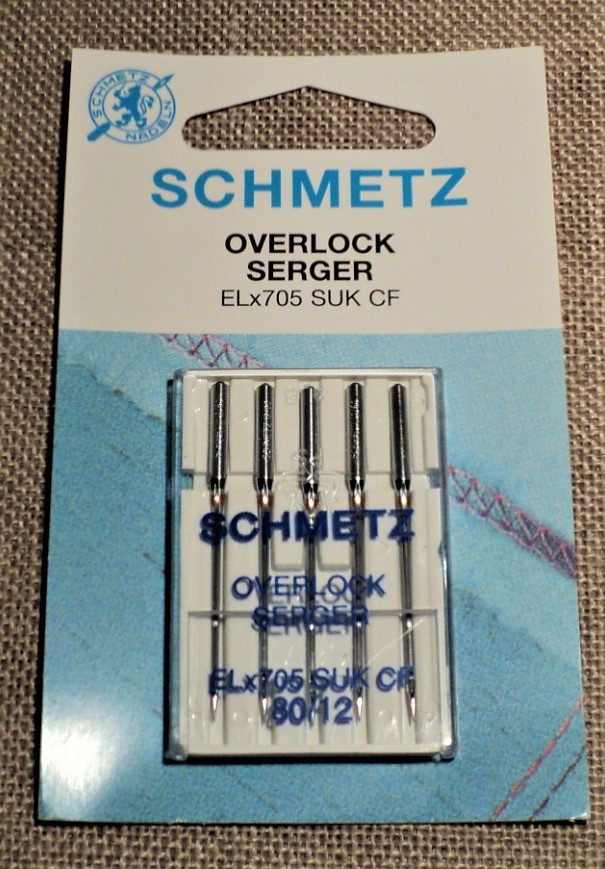 SCHMETZ
NADELN
SCHMETZ
OVERLOCK
SERGER
ELx705 SUK CF
SCHMETZ
OVERLOCK
SERGER
ELx705 SUK CF
80/12